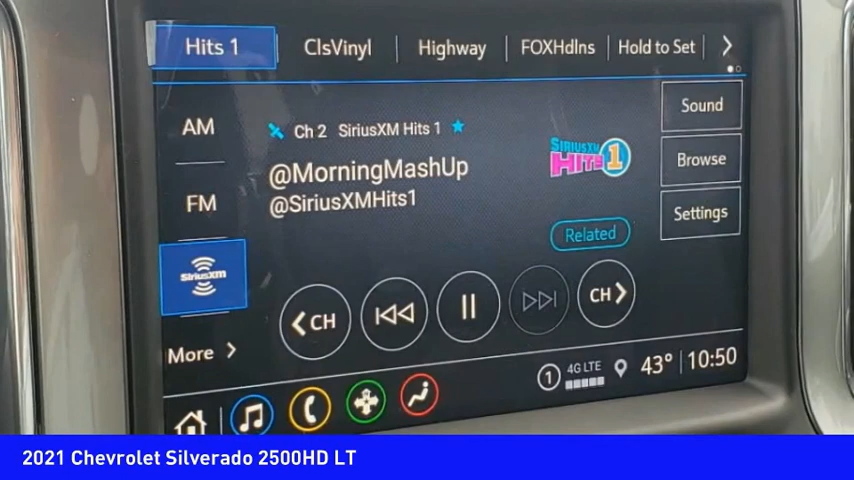 Hits 1 ClsVinyl Highway FOXHdlns Hold to Set
AM
Ch 2 SiriusXM Hits 1
SIRIUSXM
HITS 1
Sound
@MorningMashUp
Browse
FM
@SiriusXMHits1
Settings
Related
SiriusXM
CH
CH
More
1 4G LTE 43° 10:50
2021 Chevrolet Silverado 2500HD LT